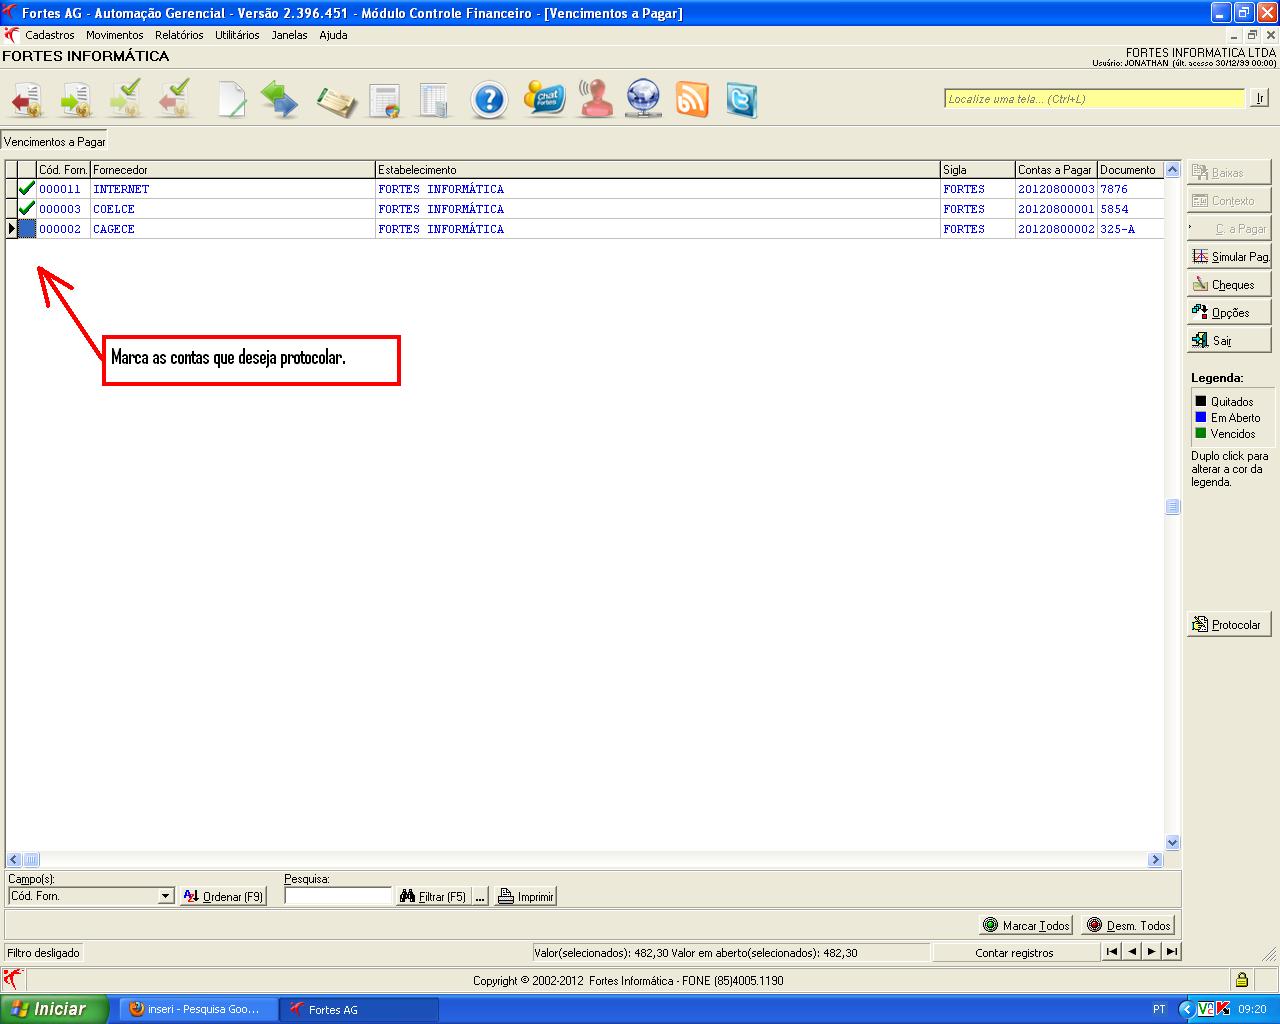 Fortes AG - Automação Gerencial - Versão 2.396.451 - Módulo Controle Financeiro - [Vencimentos a Pagar]
Cadastros Movimentos Relatórios Utilitários Janelas Ajuda
FORTES INFORMÁTICA
FORTES INFORMATICA LTDA
Usuário: JONATHAN (últ. acesso 30/12/99 00:00)
Chat Fortes
Localize uma tela... (Ctrl+L) Ir
Vencimentos a Pagar
Cód. Forn. Fornecedor Estabelecimento Sigla Contas a Pagar Documento
000011 INTERNET FORTES INFORMÁTICA FORTES 20120800003 7876
000003 COELCE FORTES INFORMÁTICA FORTES 20120800001 5854
000002 CAGECE FORTES INFORMÁTICA FORTES 20120800002 325-A
Marca as contas que deseja protocolar.
Baixas
Contexto
C. a Pagar
Simular Pag.
Cheques
Opções
Sair
Legenda:
Quitados
Em Aberto
Vencidos
Duplo click para
alterar a cor da
legenda.
Protocolar
Campo(s): Pesquisa:
Cód. Forn. Ordenar (F9) Filtrar (F5) ... Imprimir
Marcar Todos Desm. Todos
Filtro desligado Valor(selecionados): 482,30 Valor em aberto(selecionados): 482,30 Contar registros
Copyright © 2002-2012 Fortes Informática - FONE (85)4005.1190
Iniciar inseri - Pesquisa Goo... Fortes AG PT 09:20